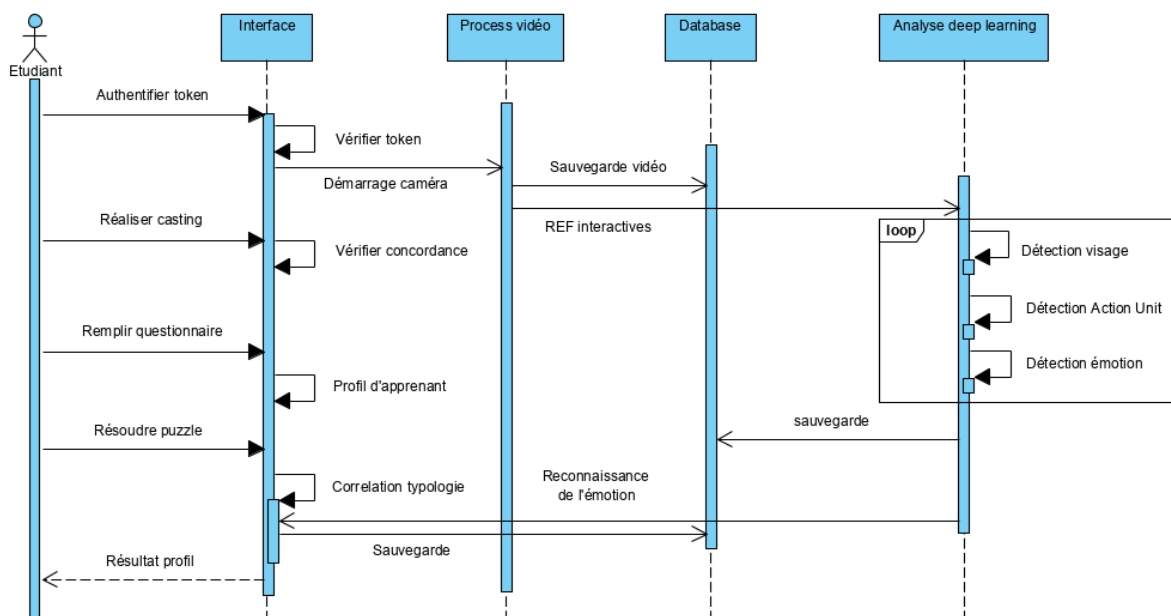 Interface
Process vidéo
Database
Analyse deep learning
Etudiant
Authentifier token
Vérifier token
Sauvegarde vidéo
Démarrage caméra
Réaliser casting
REF interactives
loop
Vérifier concordance
Détection visage
Détection Action Unit
Remplir questionnaire
Détection émotion
Profil d'apprenant
sauvegarde
Résoudre puzzle
Reconnaissance
de l'émotion
Correlation typologie
Sauvegarde
Résultat profil